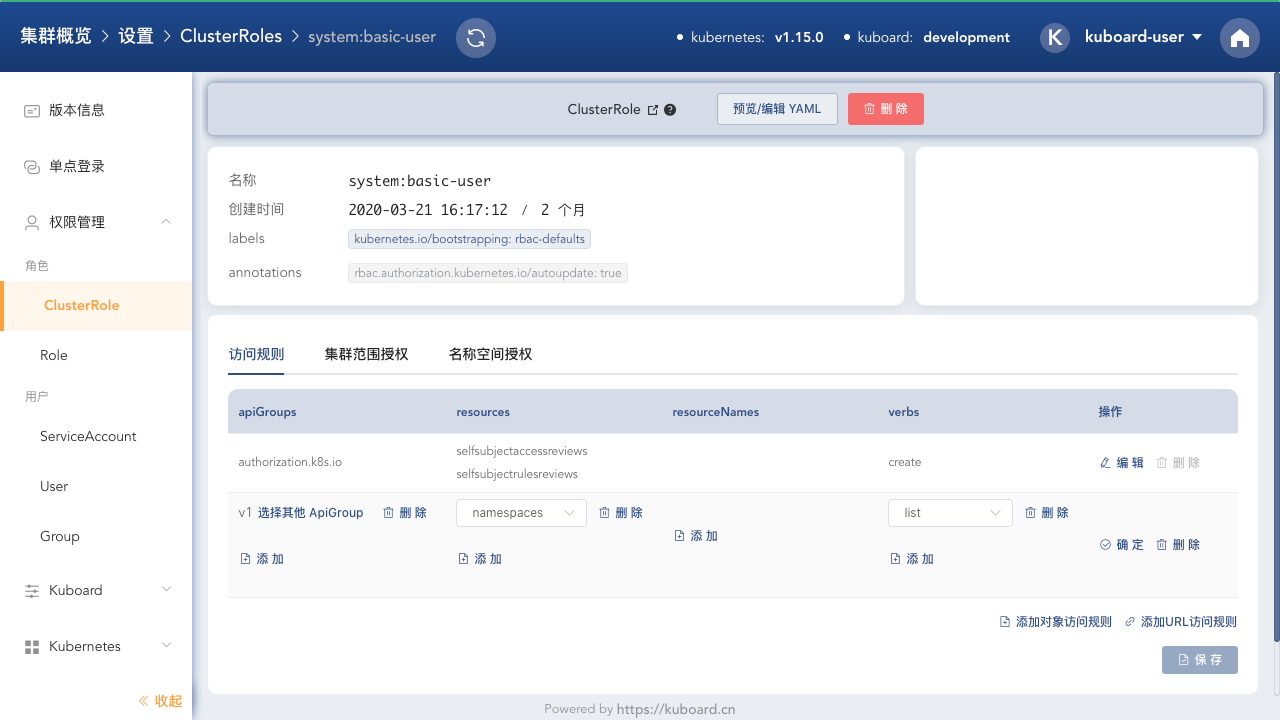 集群概览 > 设置 > ClusterRoles > system:basic-user
kubernetes: v1.15.0
kuboard: development
K kuboard-user
版本信息
单点登录
权限管理
角色
ClusterRole
Role
用户
ServiceAccount
User
Group
Kuboard
Kubernetes
收起
ClusterRole
预览/编辑 YAML
删 除
名称 system:basic-user
创建时间 2020-03-21 16:17:12 / 2 个月
labels kubernetes.io/bootstrapping: rbac-defaults
annotations rbac.authorization.kubernetes.io/autoupdate: true
访问规则 集群范围授权 名称空间授权
apiGroups resources resourceNames verbs 操作
authorization.k8s.io selfsubjectaccessreviews create 编 辑 删 除
selfsubjectrulesreviews
v1 选择其他 ApiGroup 删 除 namespaces 删 除 list 删 除
添 加
确 定 删 除
添 加 添 加 添 加
添加对象访问规则 添加URL访问规则
保 存
Powered by https://kuboard.cn